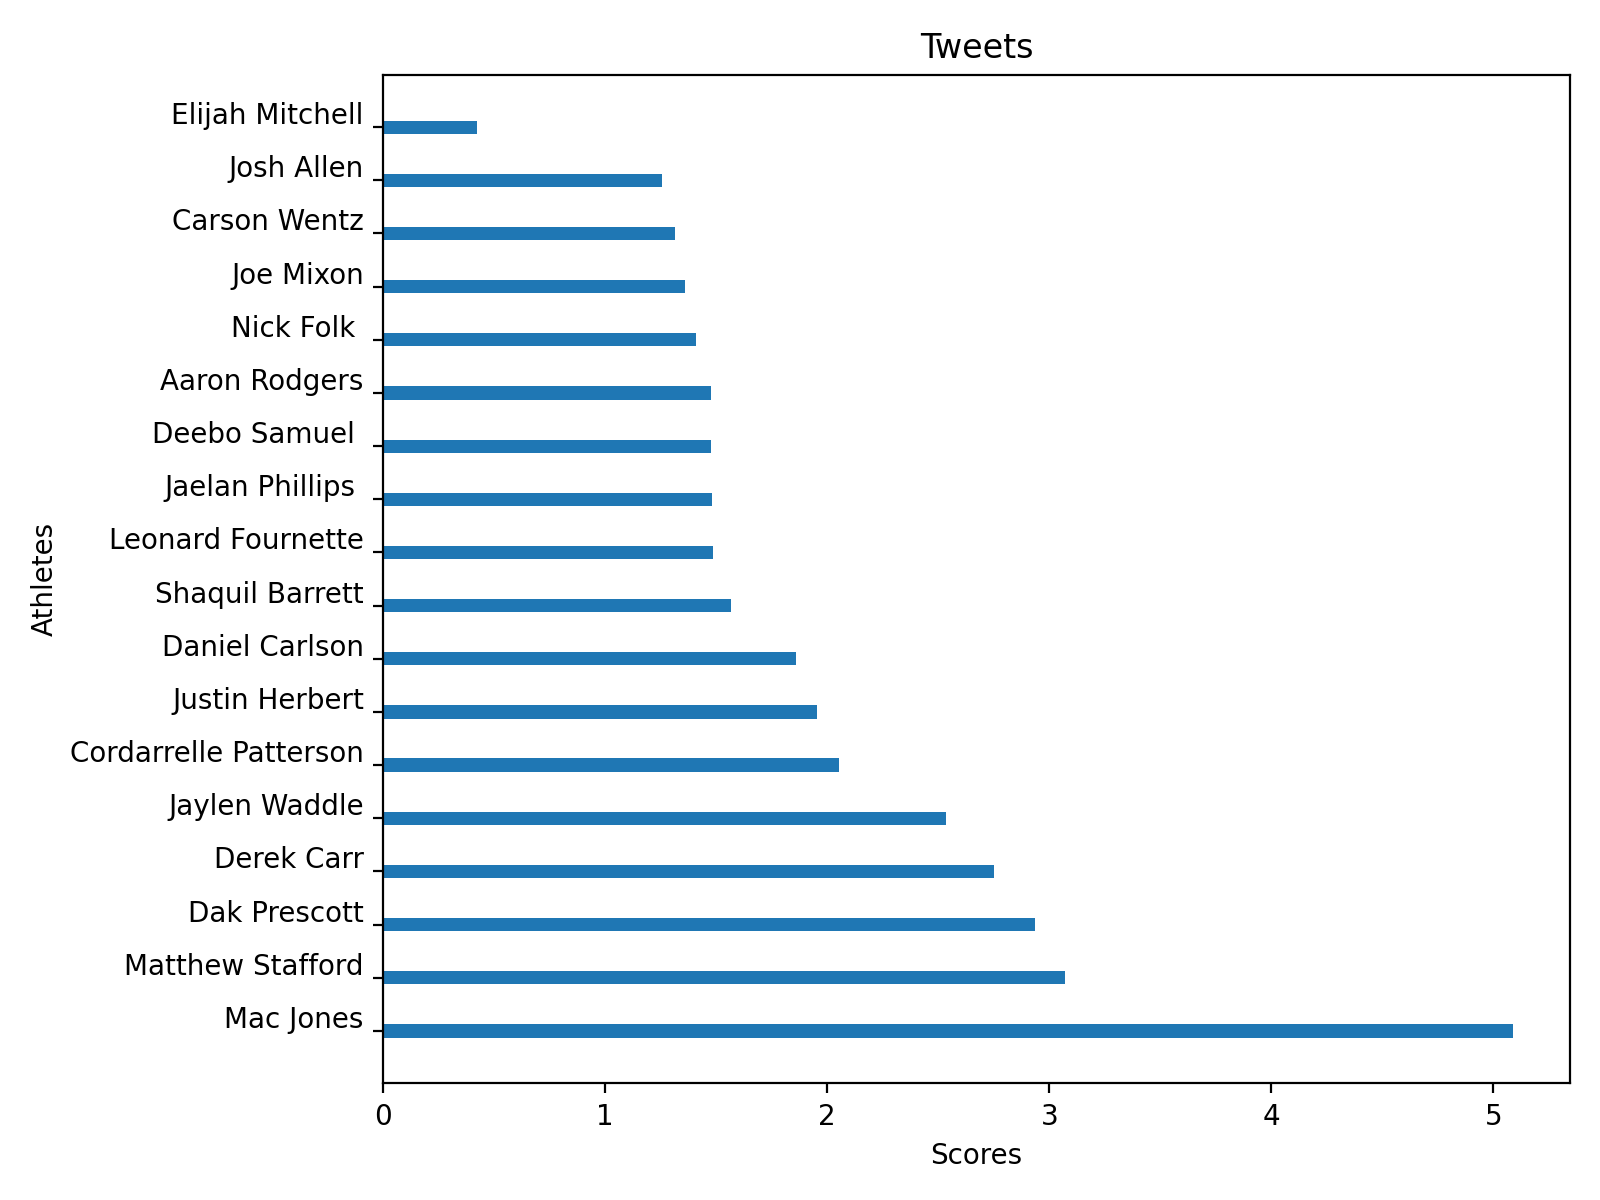 Tweets
Elijah Mitchell
Josh Allen
Carson Wentz
Joe Mixon
Nick Folk
Aaron Rodgers
Deebo Samuel
Jaelan Phillips
Leonard Fournette
Shaquil Barrett
Daniel Carlson
Justin Herbert
Cordarrelle Patterson
Jaylen Waddle
Derek Carr
Dak Prescott
Matthew Stafford
Mac Jones
Athletes
0 1 2 3 4 5
Scores